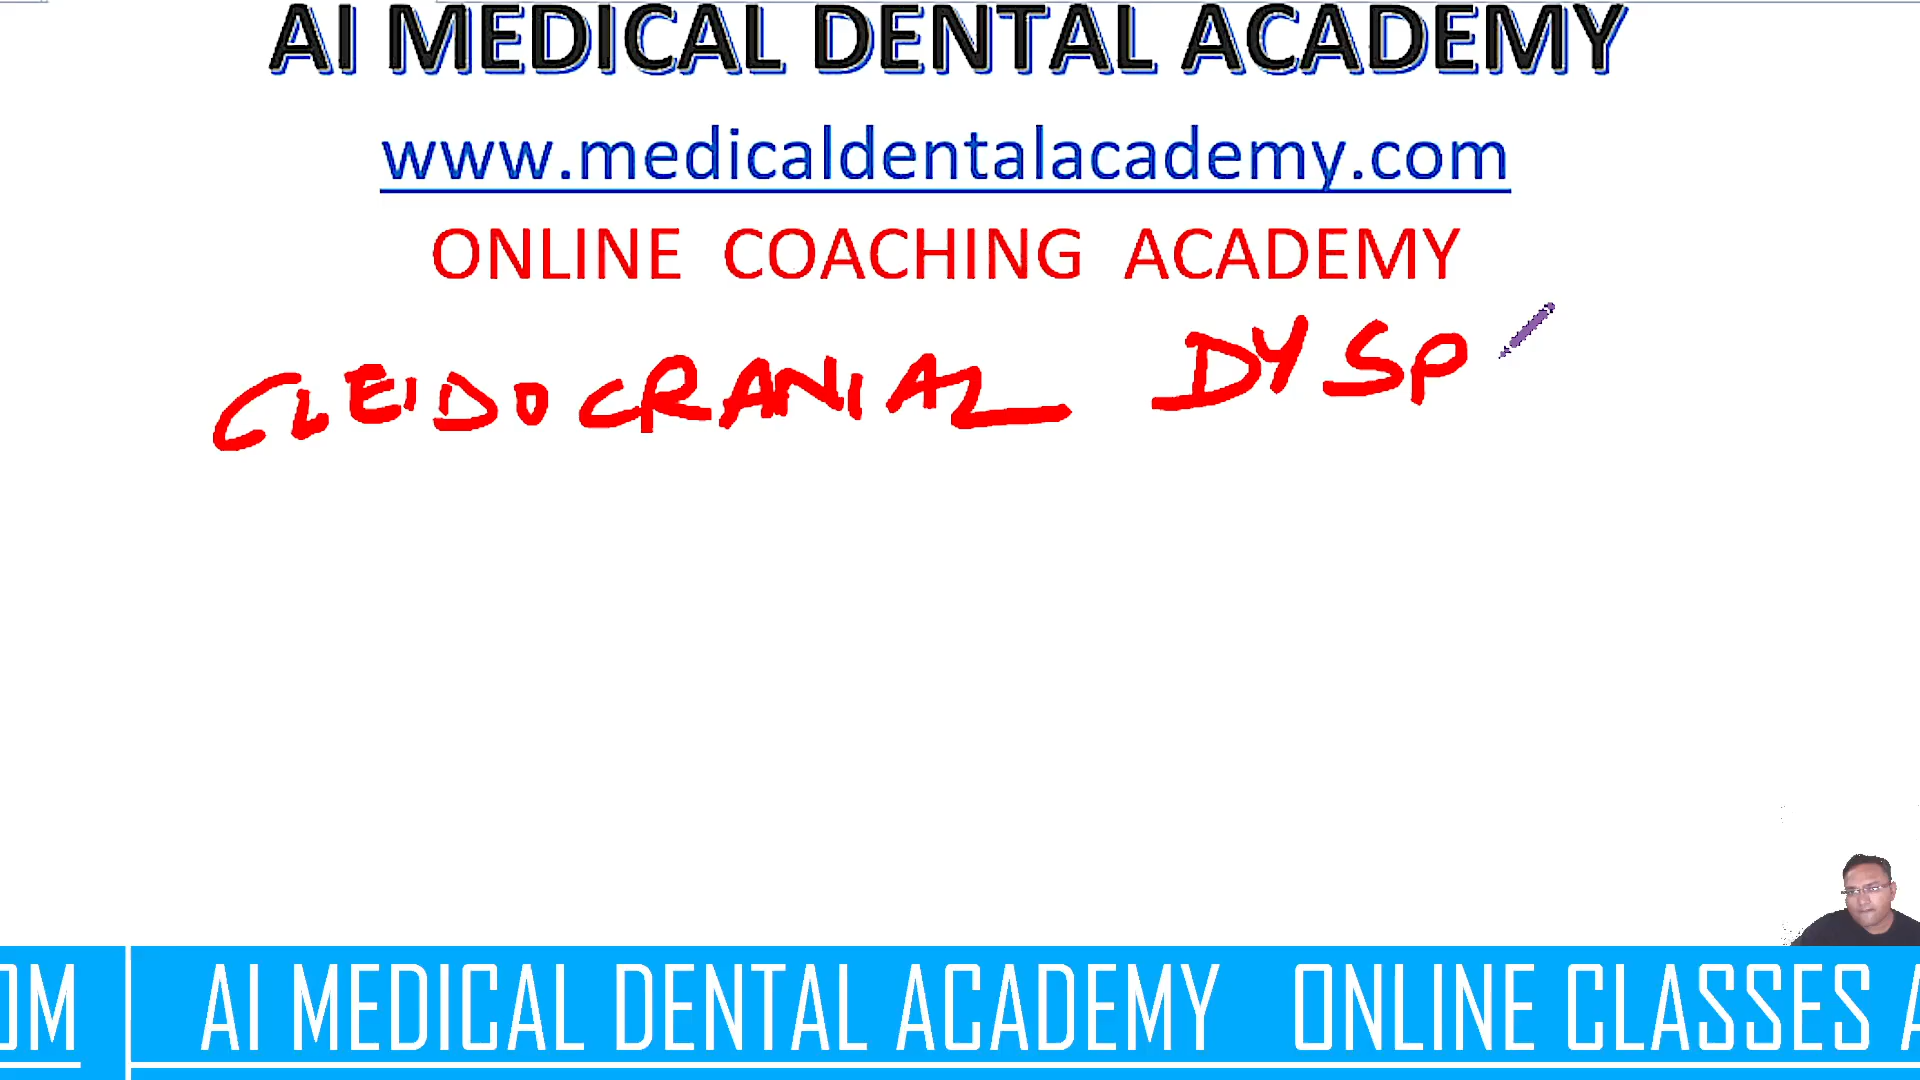 AI MEDICAL DENTAL ACADEMY
www.medicaldentalacademy.com
ONLINE COACHING ACADEMY
CLEIDOCRANIAL DYSP
OM AI MEDICAL DENTAL ACADEMY ONLINE CLASSES A